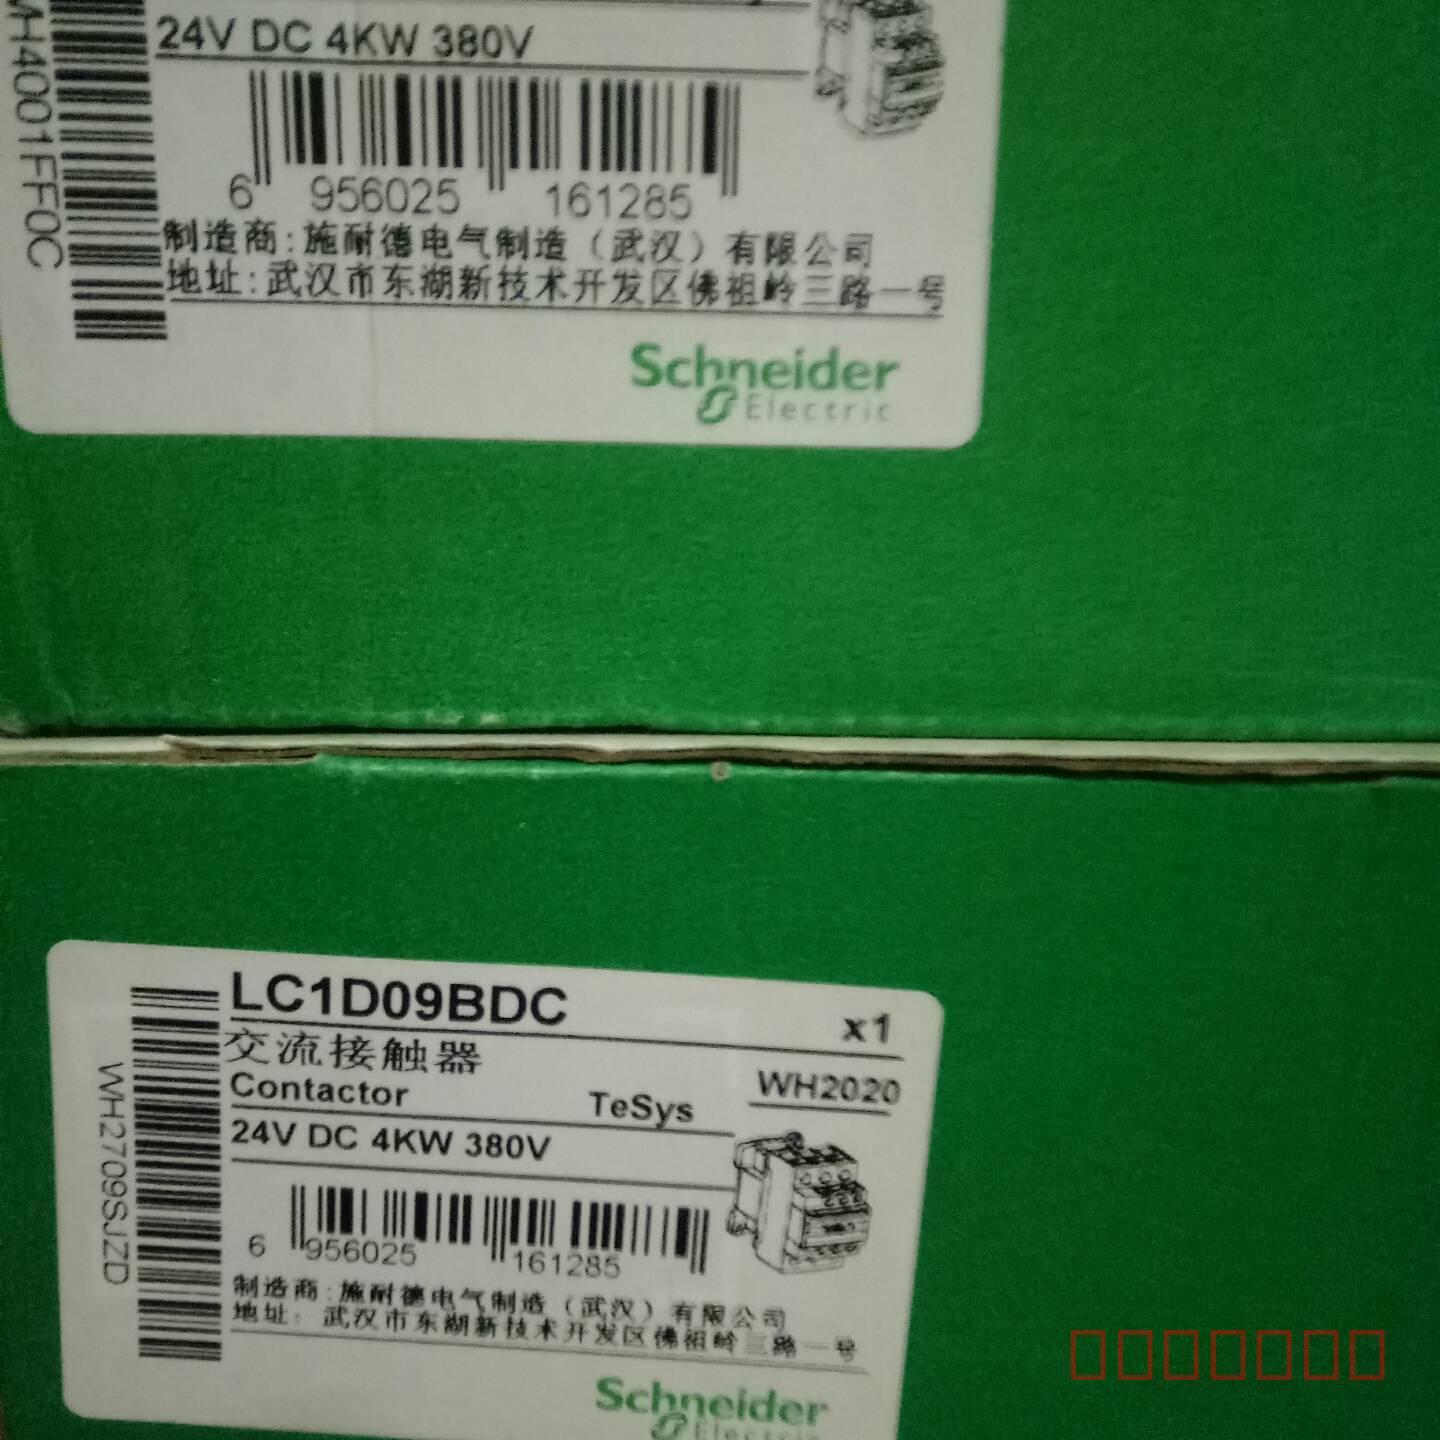 24V DC 4KW 380V
6 956025 161285
制造商:施耐德电气制造（武汉）有限公司
地址:武汉市东湖新技术开发区佛祖岭三路一号
Schneider
Electric
LC1D09BDC
x1
交流接触器
Contactor TeSys
WH2020
24V DC 4KW 380V
WH2709SJZD
6 956025 161285
制造商:施耐德电气制造（武汉）有限公司
地址: 武汉市东湖新技术开发区佛祖岭三路一号
Schneider
Electric